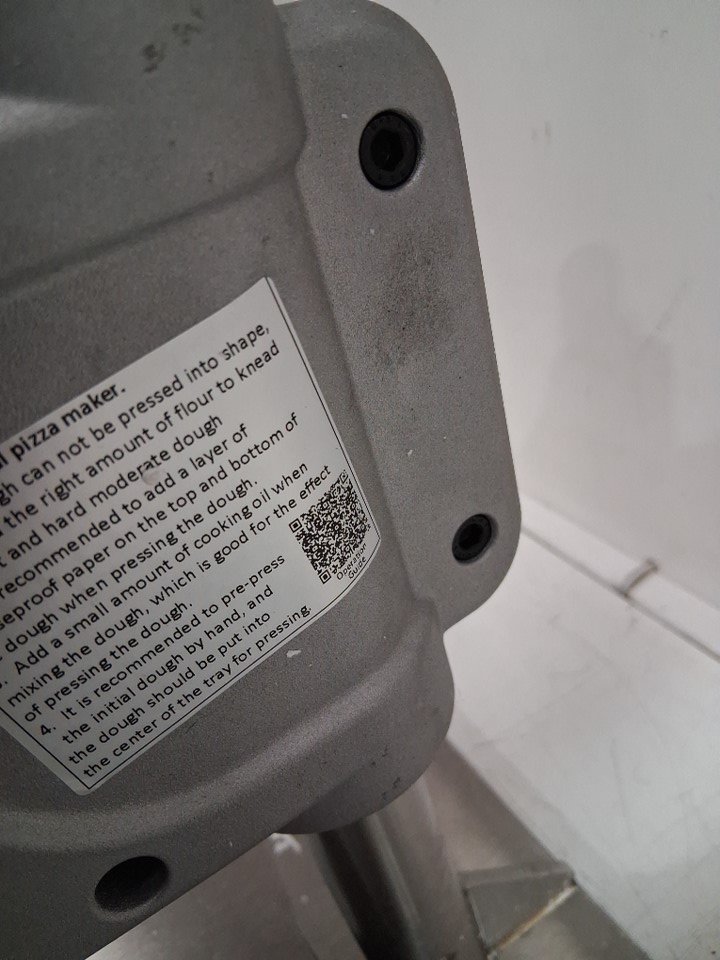 pizza maker.
can not be pressed into shape,
the right amount of flour to knead
and hard moderate dough
recommended to add a layer of
paper on the top and bottom of
dough when pressing the dough.
Add a small amount of cooking oil when
mixing the dough, which is good for the effect
of pressing the dough.
4. It is recommended to pre-press
the initial dough by hand, and
the dough should be put into
the center of the tray for pressing.
Operation
Guide